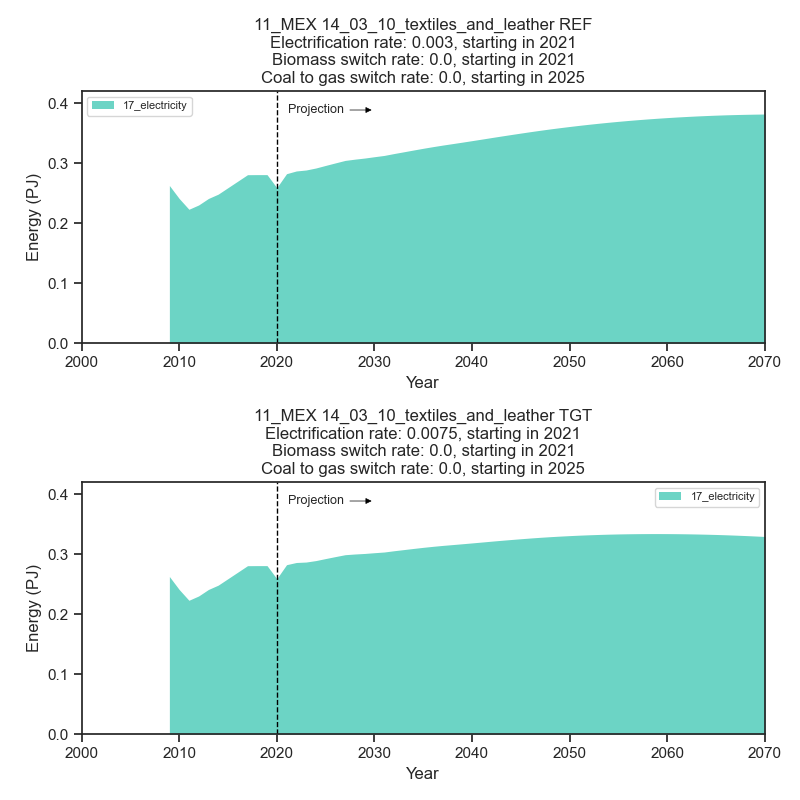 11_MEX 14_03_10_textiles_and_leather REF
Electrification rate: 0.003, starting in 2021
Biomass switch rate: 0.0, starting in 2021
Coal to gas switch rate: 0.0, starting in 2025
17_electricity
Projection
Energy (PJ)
0.4
0.3
0.2
0.1
0.0
2000 2010 2020 2030 2040 2050 2060 2070
Year
11_MEX 14_03_10_textiles_and_leather TGT
Electrification rate: 0.0075, starting in 2021
Biomass switch rate: 0.0, starting in 2021
Coal to gas switch rate: 0.0, starting in 2025
Projection
17_electricity
Energy (PJ)
0.4
0.3
0.2
0.1
0.0
2000 2010 2020 2030 2040 2050 2060 2070
Year